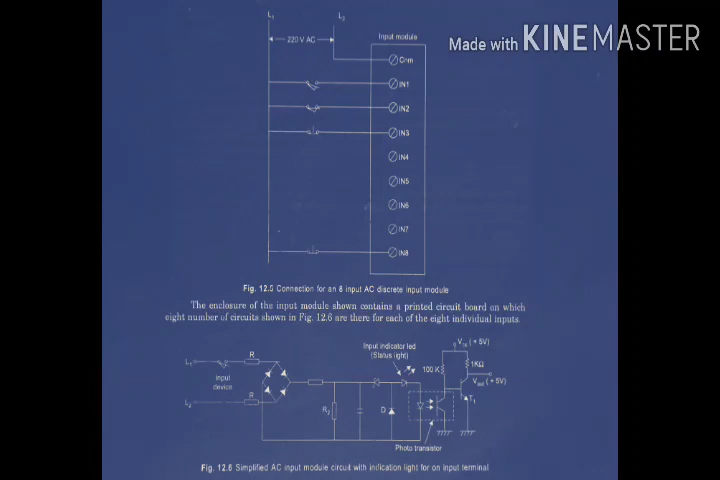 L1 L2
220 V AC
Input module
Made with KINEMASTER
Com
IN1
IN2
IN3
IN4
IN5
IN6
IN7
IN8
Fig. 12.5 Connection for an 8 input AC discrete input module
The enclosure of the input module shown contains a printed circuit board on which
eight number of circuits shown in Fig. 12.6 are there for each of the eight individual inputs.
Input indicator led
(Status light)
(+ 5V)
100 K
1KΩ
Vout (+ 5V)
T1
L1
R
Input
device
L2
R
R2
D
Photo transistor
Fig. 12.6 Simplified AC input module circuit with indication light for on input terminal